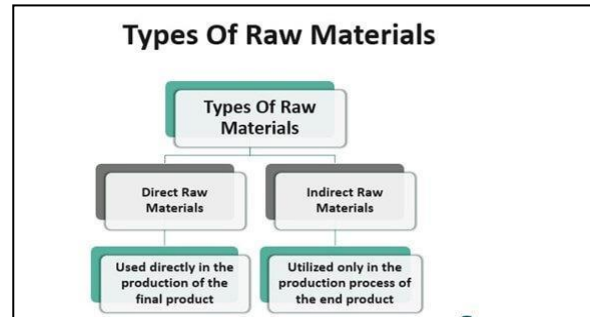 Types Of Raw Materials
Types Of Raw
Materials
Direct Raw
Materials
Indirect Raw
Materials
Used directly in the
production of the
final product
Utilized only in the
production process of
the end product